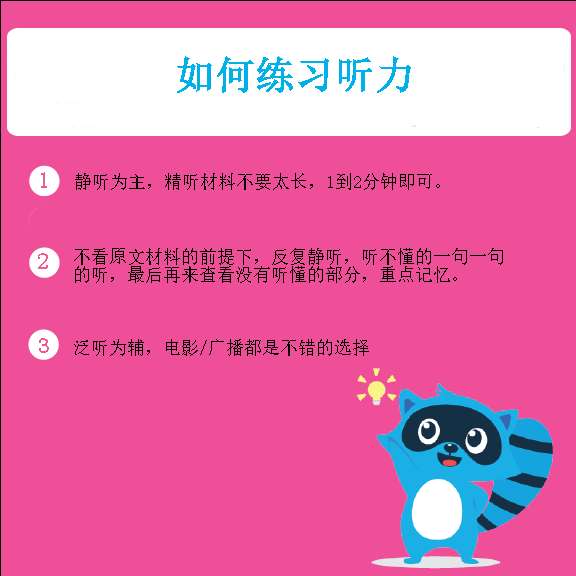 如何练习听力
1 静听为主，精听材料不要太长，1到2分钟即可。
2 不看原文材料的前提下，反复静听，听不懂的一句一句
的听，最后再来查看没有听懂的部分，重点记忆。
3 泛听为辅，电影/广播都是不错的选择